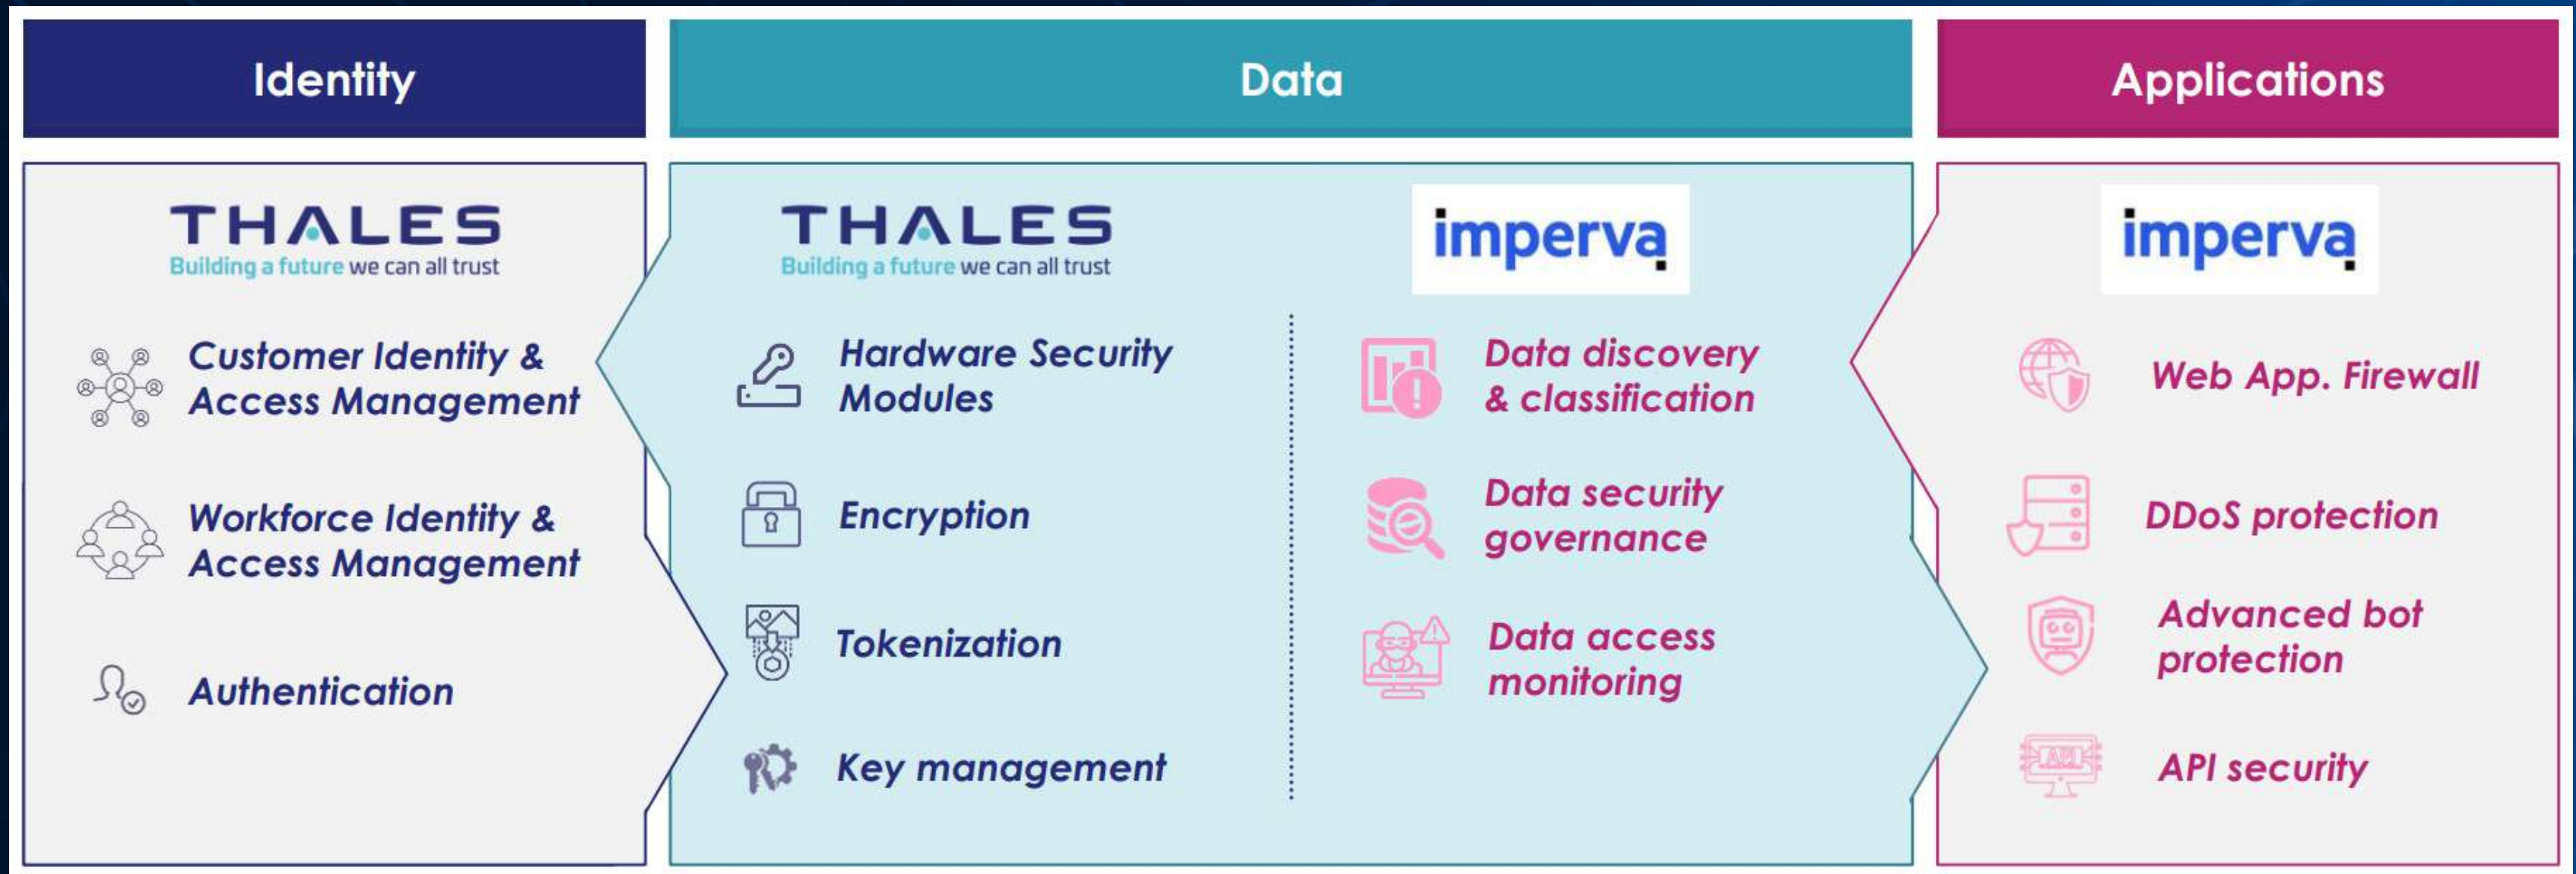 Identity
Data
Applications
THALES
Building a future we can all trust
Customer Identity &
Access Management
Workforce Identity &
Access Management
Authentication
THALES
Building a future we can all trust
Hardware Security
Modules
Encryption
Tokenization
Key management
imperva
Data discovery
& classification
Data security
governance
Data access
monitoring
imperva
Web App. Firewall
DDoS protection
Advanced bot
protection
API
API security